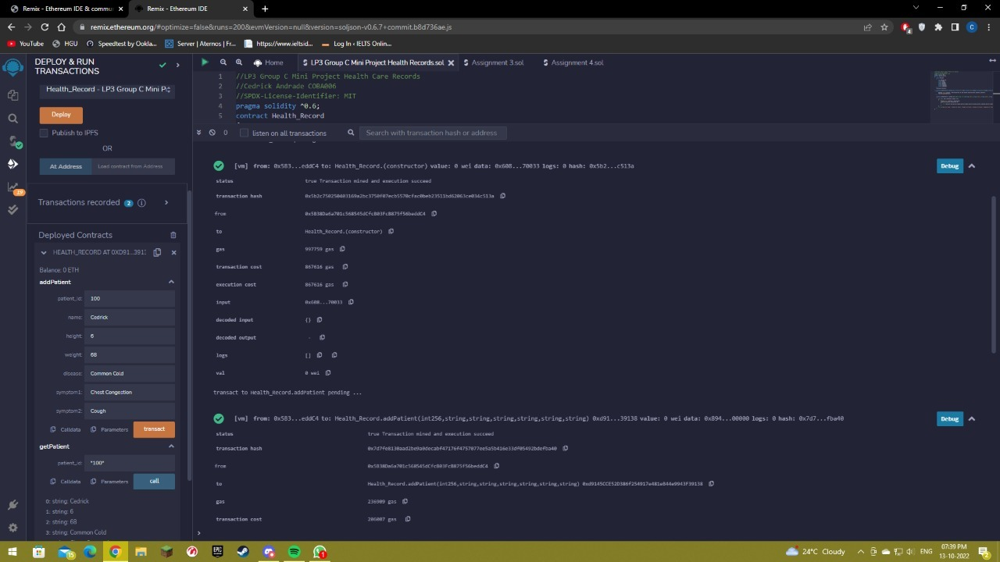 Remix - Ethereum IDE
Remix - Ethereum IDE
remix.ethereum.org/#optimize=false&runs=200&evmVersion=null&version=soljson-v0.6.7+commit.b8d736ae.js
YouTube
HGU
Speedtest by Ookla...
Server | Aternos | Fr...
https://www.ieltsid...
Log In · IELTS Onlin...
DEPLOY & RUN
TRANSACTIONS
Home
LP3 Group C Mini Project Health Records.sol
Assignment 3.sol
Assignment 4.sol
1 //LP3 Group C Mini Project Health Care Records
2 //Cedrick Andrade COBA006
3 //SPDX-License-Identifier: MIT
4 pragma solidity ^0.6;
5 contract Health_Record
Health_Record - LP3 Group C Mini Pr
Deploy
Publish to IPFS
OR
At Address
Load contract from Address
Transactions recorded 2
Deployed Contracts
HEALTH_RECORD AT 0XD91...3913
Balance: 0 ETH
addPatient
patient_id: 100
name: Cedrick
height: 6
weight: 68
disease: Common Cold
symptom1: Chest Congestion
symptom2: Cough
Calldata
Parameters
transact
getPatient
patient_id: "100"
Calldata
Parameters
call
0: string: Cedrick
1: string: 6
2: string: 68
3: string: Common Cold
0
listen on all transactions
Search with transaction hash or address
[vm] from: 0x5B3...eddC4 to: Health_Record.(constructor) value: 0 wei data: 0x608...70033 logs: 0 hash: 0x5b2...c513a
Debug
status true Transaction mined and execution succeed
transaction hash
from 0x5B38Da6a701c568545dCfcB03FcB875f56beddC4
to Health_Record.(constructor)
gas 997759 gas
transaction cost 867616 gas
execution cost 867616 gas
input 0x608...70033
decoded input {}
decoded output -
logs []
val 0 wei
transact to Health_Record.addPatient pending ...
[vm] from: 0x5B3...eddC4 to: Health_Record.addPatient(int256,string,string,string,string,string,string) 0xd91...39138 value: 0 wei data: 0x894...00000 logs: 0 hash: 0x7d7...fba40
Debug
status true Transaction mined and execution succeed
transaction hash
from 0x5B38Da6a701c568545dCfcB03FcB875f56beddC4
to Health_Record.addPatient(int256,string,string,string,string,string,string) 0xd9145CCE52D386f254917e481eB44e9943F39138
gas 236909 gas
transaction cost 206007 gas
>
24°C Cloudy
ENG
07:39 PM
13-10-2022